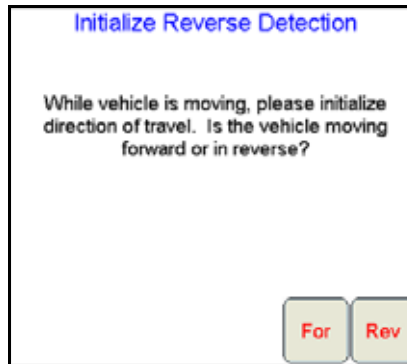 Initialize Reverse Detection
While vehicle is moving, please initialize
direction of travel. Is the vehicle moving
forward or in reverse?
For
Rev